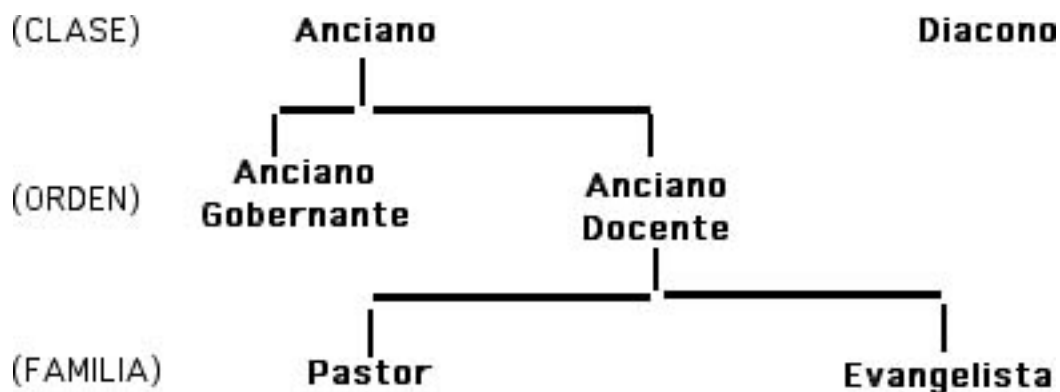 (CLASE) Anciano Diacono
Anciano
Gobernante
(ORDEN)
Anciano
Docente
(FAMILIA) Pastor Evangelista